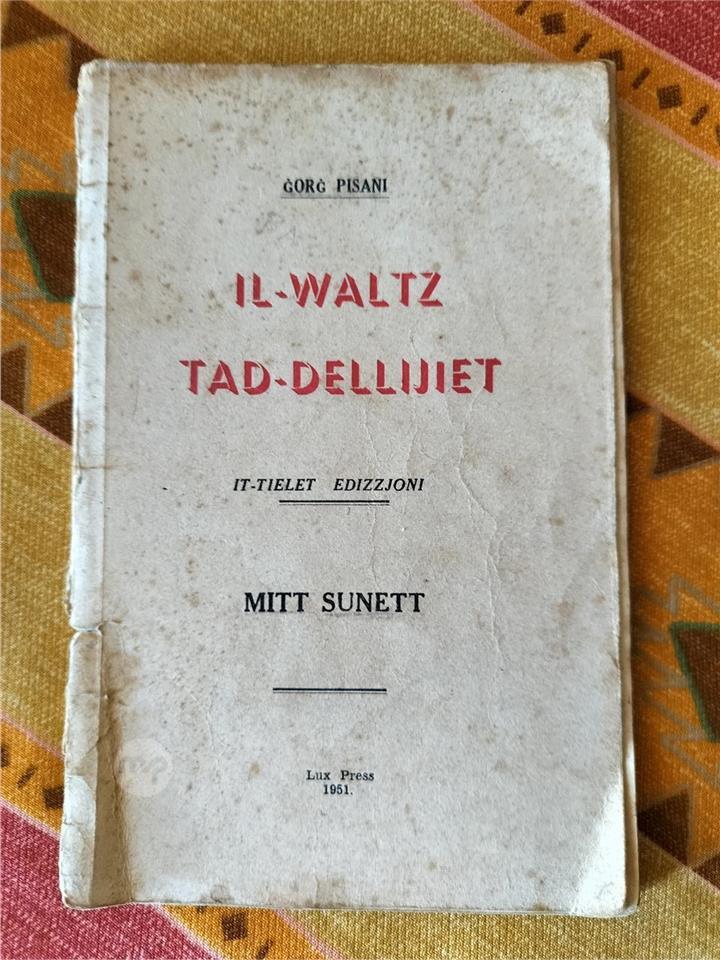 ĠORĠ PISANI
IL-WALTZ
TAD-DELLIJIET
IT-TIELET EDIZZJONI
MITT SUNETT
Lux Press
1951.